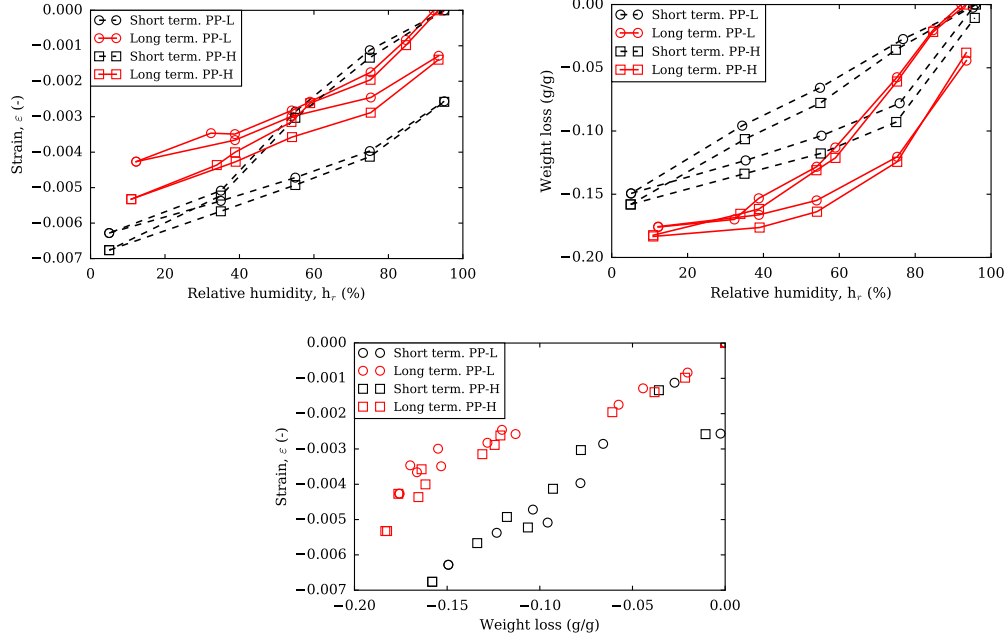 0.000
−0.001
−0.002
−0.003
−0.004
−0.005
−0.006
−0.007
Strain, ε (-)
Short term. PP-L
Long term. PP-L
Short term. PP-H
Long term. PP-H
0 20 40 60 80 100
Relative humidity, hᵣ (%)
0.00
−0.05
−0.10
−0.15
−0.20
Weight loss (g/g)
Short term. PP-L
Long term. PP-L
Short term. PP-H
Long term. PP-H
0 20 40 60 80 100
Relative humidity, hᵣ (%)
0.000
−0.001
−0.002
−0.003
−0.004
−0.005
−0.006
−0.007
Strain, ε (-)
Short term. PP-L
Long term. PP-L
Short term. PP-H
Long term. PP-H
−0.20 −0.15 −0.10 −0.05 0.00
Weight loss (g/g)